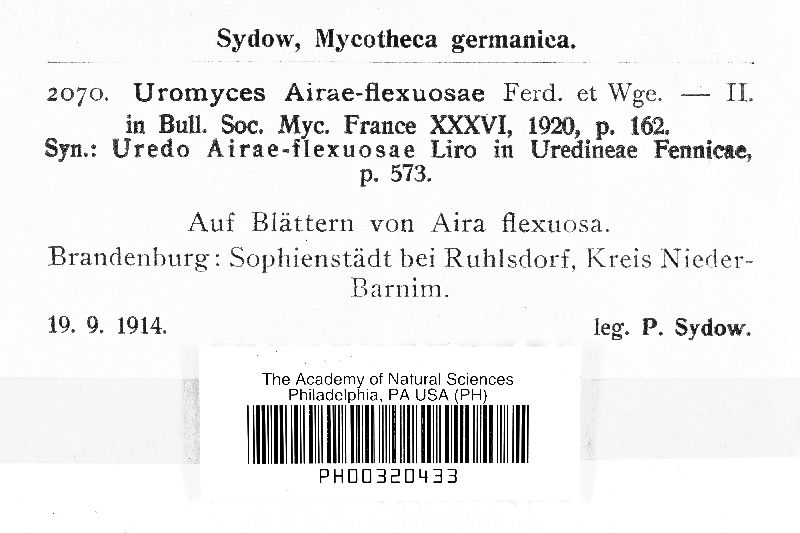 Sydow, Mycotheca germanica.
2070. Uromyces Airae-flexuosae Ferd. et Wge. — II.
in Bull. Soc. Myc. France XXXVI, 1920, p. 162.
Syn.: Uredo Airae-flexuosae Liro in Uredineae Fennicae,
p. 573.
Auf Blättern von Aira flexuosa.
Brandenburg: Sophienstädt bei Ruhlsdorf, Kreis Nieder-
Barnim.
19. 9. 1914. leg. P. Sydow.
The Academy of Natural Sciences
Philadelphia, PA USA (PH)
PH00320433